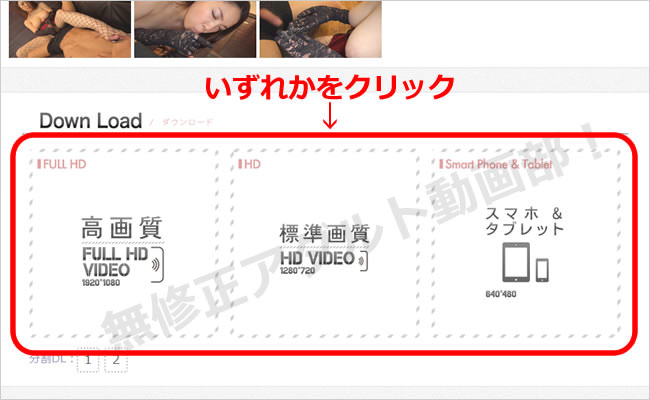 いずれかをクリック
↓
Down Load / ダウンロード
FULL HD
高画質
FULL HD
VIDEO
1920*1080
HD
標準画質
HD VIDEO
1280*720
Smart Phone & Tablet
スマホ &
タブレット
640*480
無修正アダルト動画部!
分割DL : 1 2